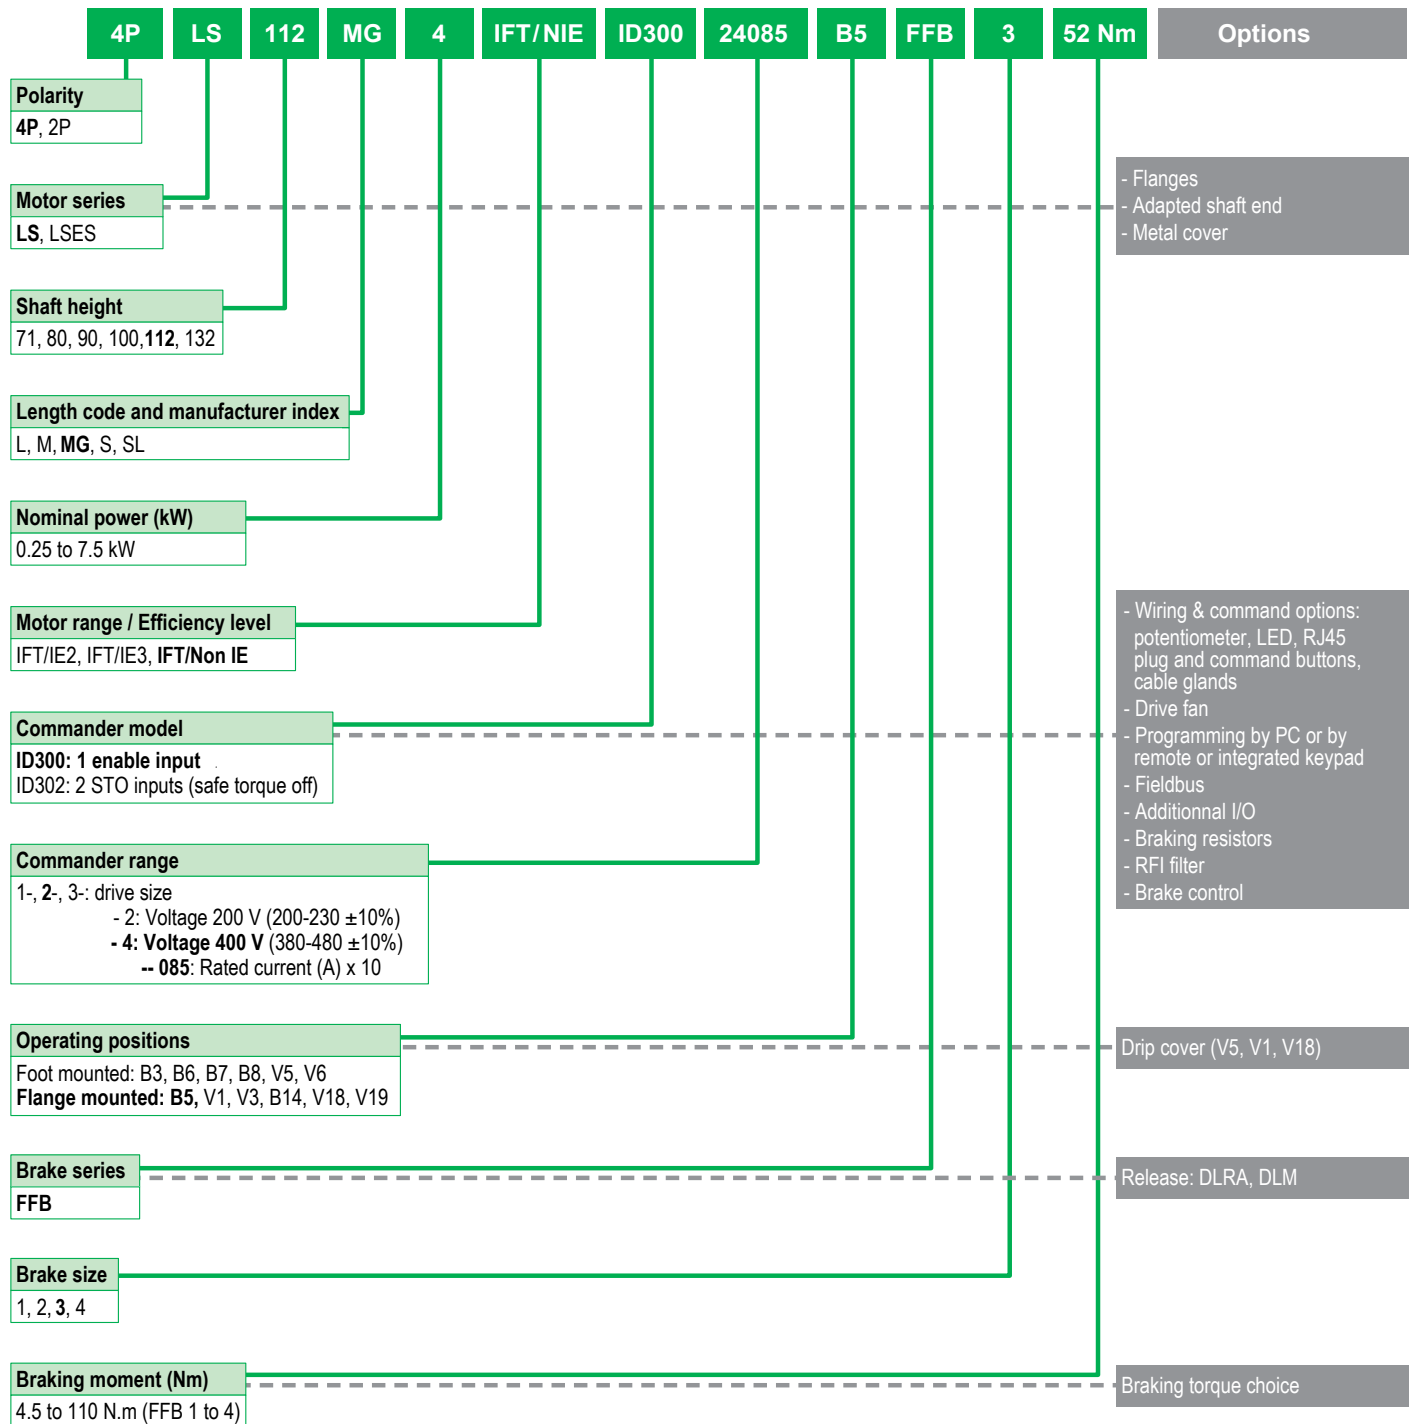 4P LS 112 MG 4 IFT/NIE ID300 24085 B5 FFB 3 52 Nm Options
Polarity
4P, 2P
Motor series
LS, LSES
- Flanges
- Adapted shaft end
- Metal cover
Shaft height
71, 80, 90, 100,112, 132
Length code and manufacturer index
L, M, MG, S, SL
Nominal power (kW)
0.25 to 7.5 kW
Motor range / Efficiency level
IFT/IE2, IFT/IE3, IFT/Non IE
Commander model
ID300: 1 enable input
ID302: 2 STO inputs (safe torque off)
- Wiring & command options:
potentiometer, LED, RJ45
plug and command buttons,
cable glands
- Drive fan
- Programming by PC or by
remote or integrated keypad
- Fieldbus
- Additionnal I/O
- Braking resistors
- RFI filter
- Brake control
Commander range
1-, 2-, 3-: drive size
- 2: Voltage 200 V (200-230 ±10%)
- 4: Voltage 400 V (380-480 ±10%)
-- 085: Rated current (A) x 10
Operating positions
Foot mounted: B3, B6, B7, B8, V5, V6
Flange mounted: B5, V1, V3, B14, V18, V19
Drip cover (V5, V1, V18)
Brake series
FFB
Release: DLRA, DLM
Brake size
1, 2, 3, 4
Braking moment (Nm)
4.5 to 110 N.m (FFB 1 to 4)
Braking torque choice